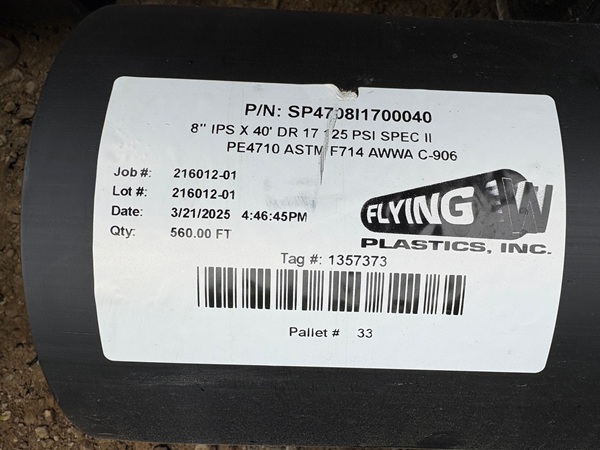 P/N: SP4708I1700040
8" IPS X 40' DR 17 125 PSI SPEC II
PE4710 ASTM F714 AWWA C-906
Job #: 216012-01
Lot #: 216012-01
Date: 3/21/2025 4:46:45PM
Qty: 560.00 FT
FLYING W
PLASTICS, INC.
Tag #: 1357373
Pallet # 33